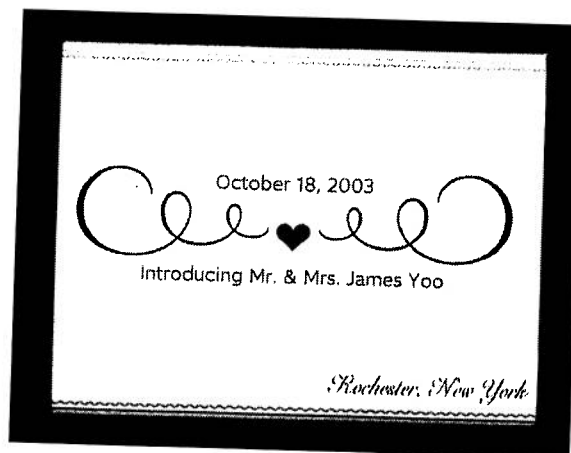 October 18, 2003
Introducing Mr. & Mrs. James Yoo
Rochester, New York